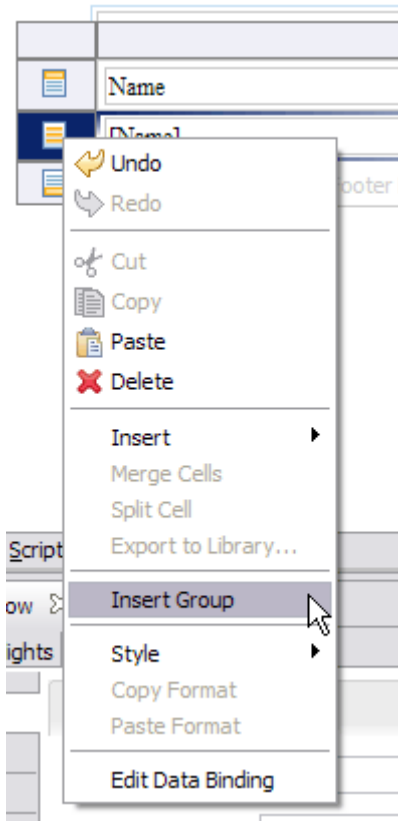 Name
[Name]
Undo
ooter
Redo
Cut
Copy
Paste
Delete
Insert
Merge Cells
Split Cell
Export to Library...
Script
Insert Group
ow
ights
Style
Copy Format
Paste Format
Edit Data Binding